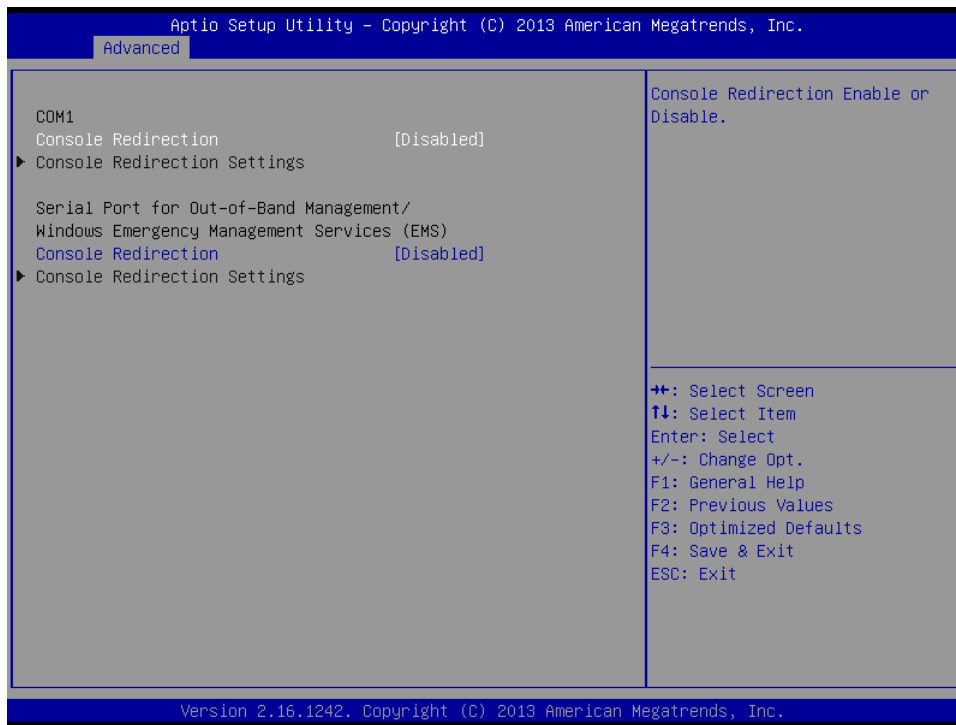 Aptio Setup Utility – Copyright (C) 2013 American Megatrends, Inc.
Advanced
COM1
Console Redirection [Disabled]
▶ Console Redirection Settings
Serial Port for Out-of-Band Management/
Windows Emergency Management Services (EMS)
Console Redirection [Disabled]
▶ Console Redirection Settings
Console Redirection Enable or
Disable.
→←: Select Screen
↑↓: Select Item
Enter: Select
+/-: Change Opt.
F1: General Help
F2: Previous Values
F3: Optimized Defaults
F4: Save & Exit
ESC: Exit
Version 2.16.1242. Copyright (C) 2013 American Megatrends, Inc.